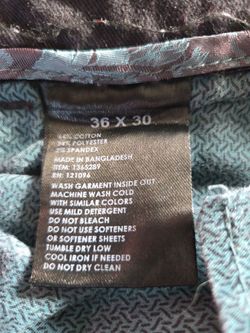 36 X 30
64% COTTON
34% POLYESTER
2% SPANDEX
MADE IN BANGLADESH
ITEM: 1365289
RN: 121096
WASH GARMENT INSIDE OUT
MACHINE WASH COLD
WITH SIMILAR COLORS
USE MILD DETERGENT
DO NOT BLEACH
DO NOT USE SOFTENERS
OR SOFTENER SHEETS
TUMBLE DRY LOW
COOL IRON IF NEEDED
DO NOT DRY CLEAN